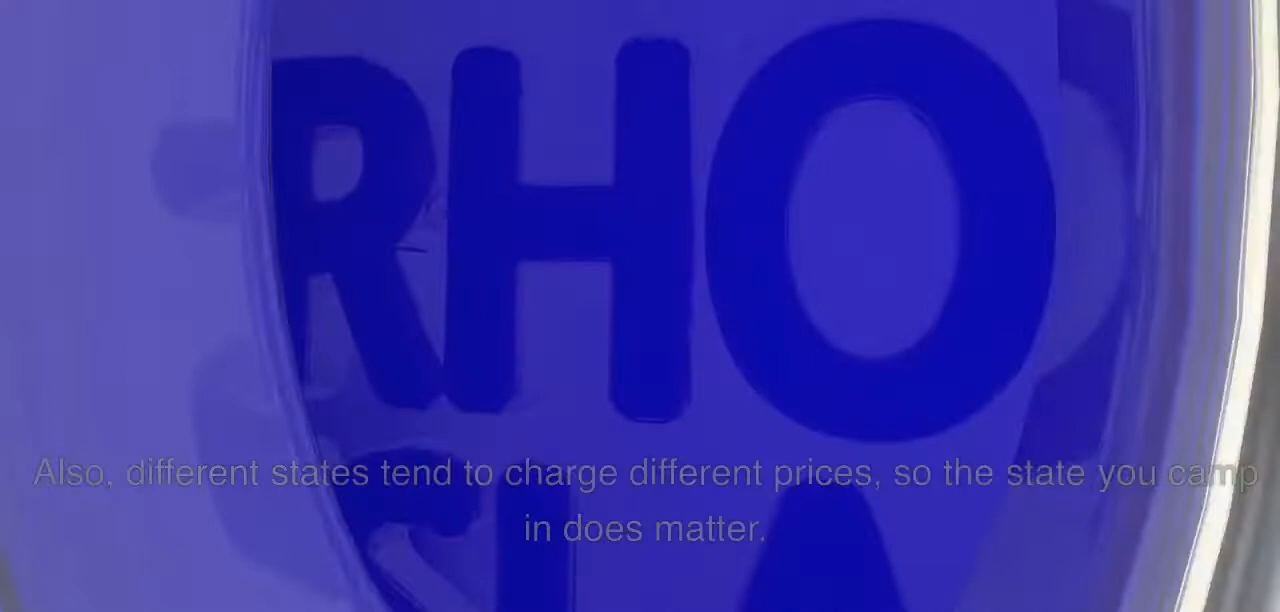 RHO
Also, different states tend to charge different prices, so the state you camp
in does matter.